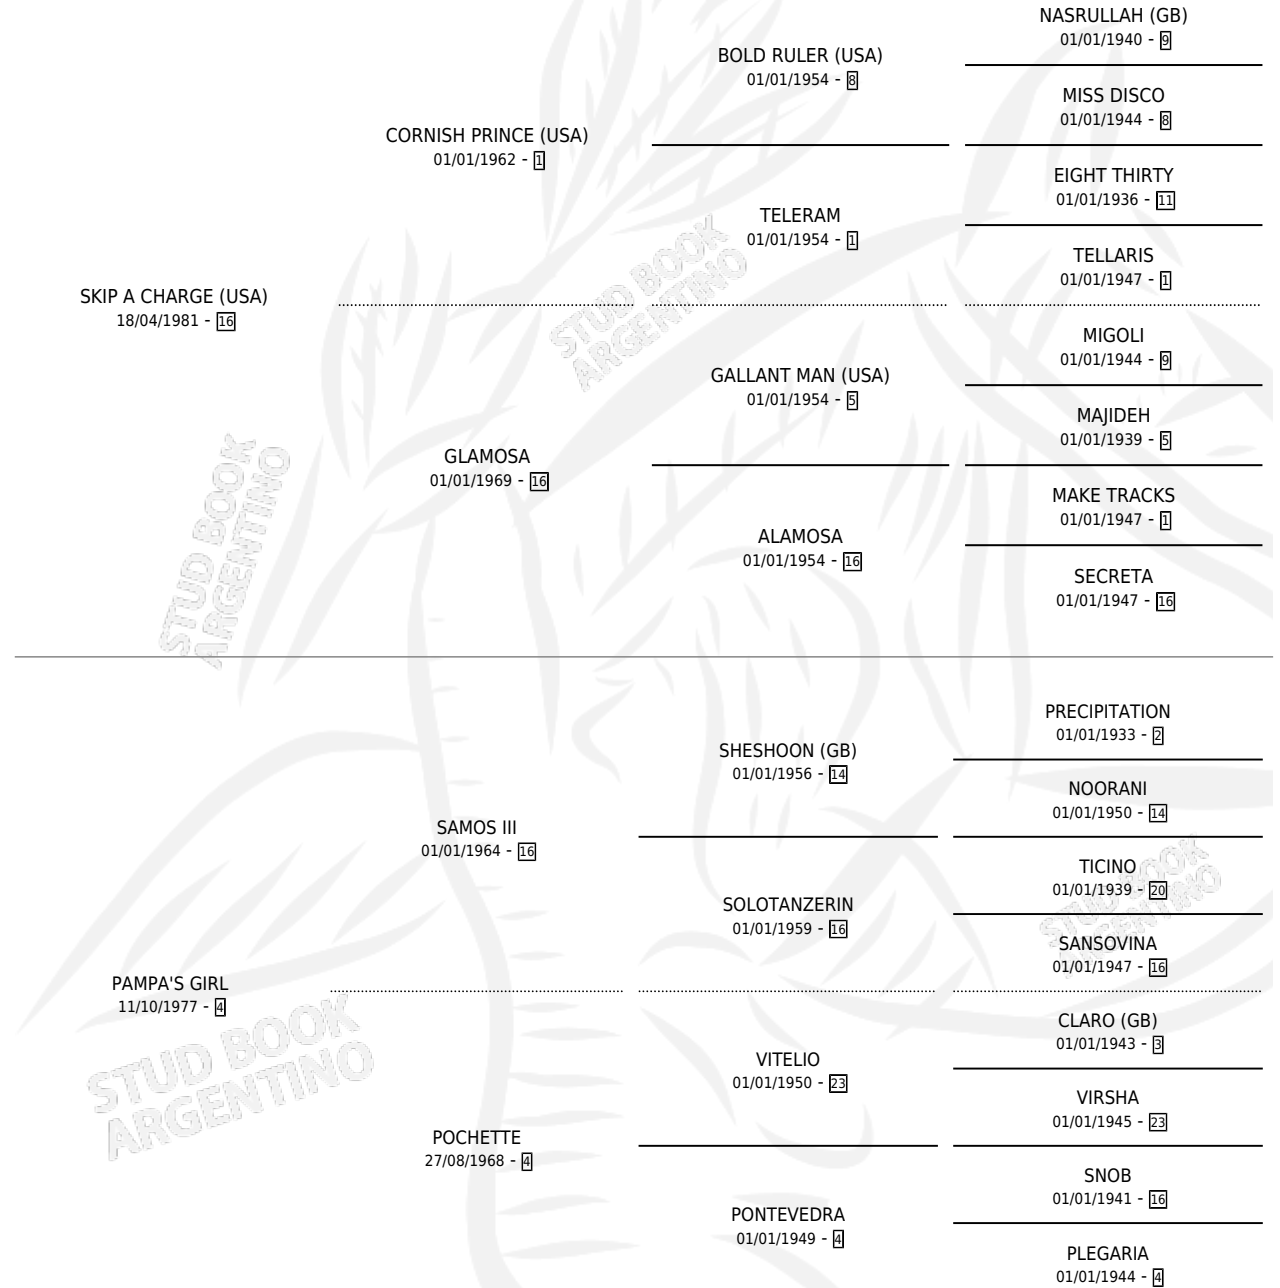 NASRULLAH (GB)
01/01/1940 - 9
BOLD RULER (USA)
01/01/1954 - 8
MISS DISCO
01/01/1944 - 8
CORNISH PRINCE (USA)
01/01/1962 - 1
EIGHT THIRTY
01/01/1936 - 11
TELERAM
01/01/1954 - 1
TELLARIS
01/01/1947 - 1
SKIP A CHARGE (USA)
18/04/1981 - 16
MIGOLI
01/01/1944 - 9
GALLANT MAN (USA)
01/01/1954 - 5
MAJIDEH
01/01/1939 - 5
GLAMOSA
01/01/1969 - 16
MAKE TRACKS
01/01/1947 - 1
ALAMOSA
01/01/1954 - 16
SECRETA
01/01/1947 - 16
PRECIPITATION
01/01/1933 - 2
SHESHOON (GB)
01/01/1956 - 14
NOORANI
01/01/1950 - 14
SAMOS III
01/01/1964 - 16
TICINO
01/01/1939 - 20
SOLOTANZERIN
01/01/1959 - 16
SANSOVINA
01/01/1947 - 16
PAMPA'S GIRL
11/10/1977 - 4
CLARO (GB)
01/01/1943 - 3
VITELIO
01/01/1950 - 23
VIRSHA
01/01/1945 - 23
POCHETTE
27/08/1968 - 4
SNOB
01/01/1941 - 16
PONTEVEDRA
01/01/1949 - 4
PLEGARIA
01/01/1944 - 4
STUD BOOK
ARGENTINO
STUD BOOK
ARGENTINO
STUD BOOK
ARGENTINO
STUD BOOK
ARGENTINO